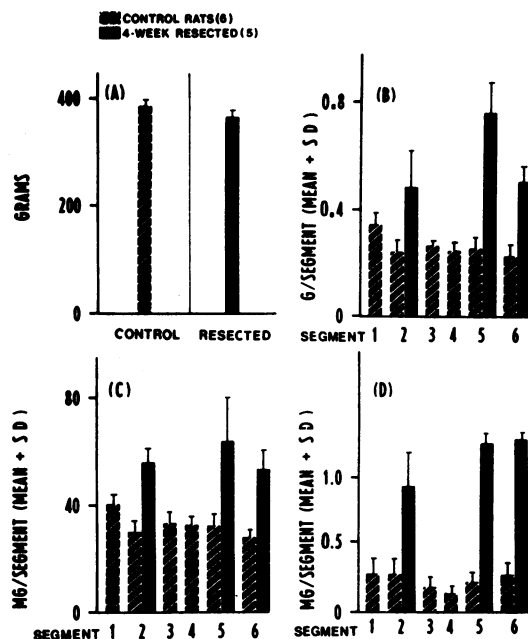 CONTROL RATS (6)
4-WEEK RESECTED (5)
(A)
GRAMS
400
200
0
CONTROL RESECTED
(B)
G/SEGMENT (MEAN + SD)
0.8
0.4
0
SEGMENT 1 2 3 4 5 6
(C)
MG/SEGMENT (MEAN + SD)
80
40
0
SEGMENT 1 2 3 4 5 6
(D)
MG/SEGMENT (MEAN + SD)
1.0
0.5
0
SEGMENT 1 2 3 4 5 6